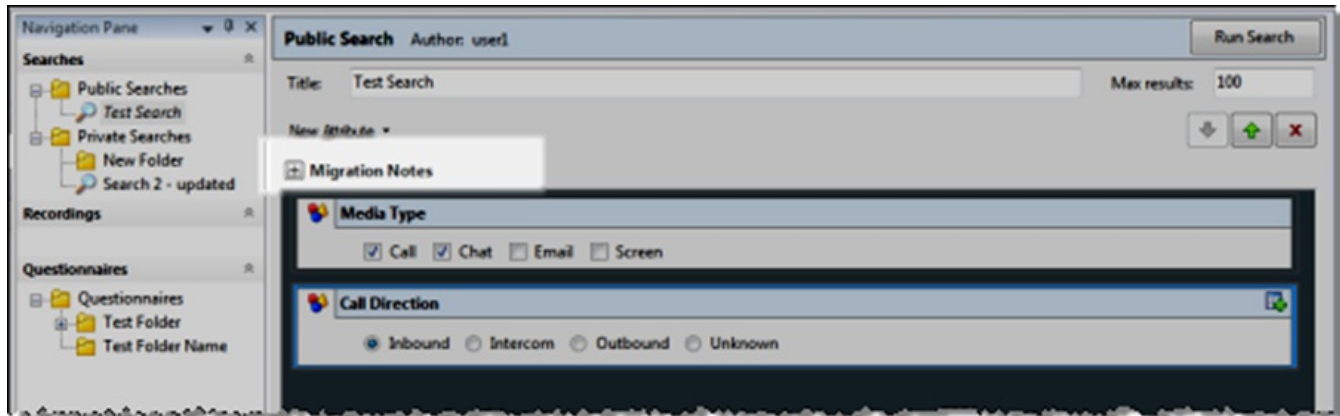 Navigation Pane
Searches
Public Searches
Test Search
Private Searches
New Folder
Search 2 - updated
Recordings
Questionnaires
Questionnaires
Test Folder
Test Folder Name
Public Search Author: user1 Run Search
Title: Test Search Max results: 100
New Attribute
Migration Notes
Media Type
Call Chat Email Screen
Call Direction
Inbound Intercom Outbound Unknown